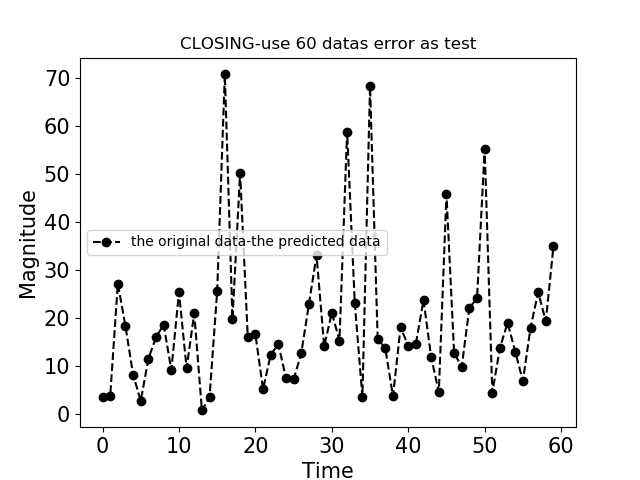 CLOSING-use 60 datas error as test
70
60
50
40
30
20
10
0
Magnitude
the original data-the predicted data
0 10 20 30 40 50 60
Time